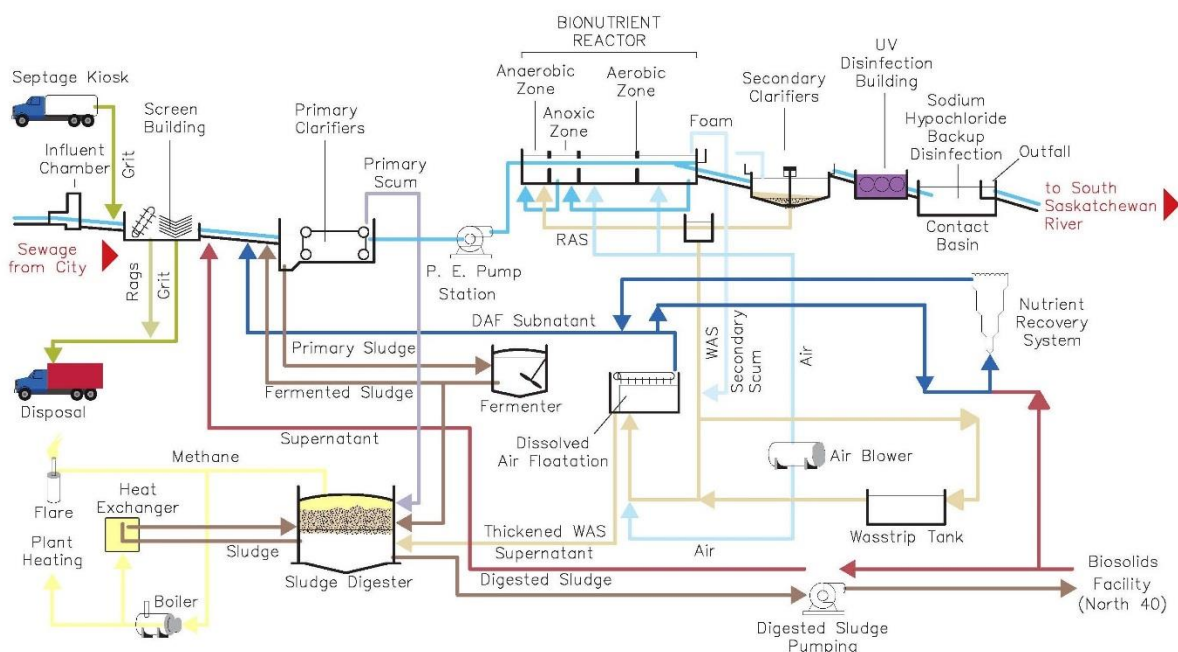 BIONUTRIENT
REACTOR
Septage Kiosk
Screen
Building
Influent
Chamber
Grit
Primary
Clarifiers
Primary
Scum
Anaerobic
Zone
Anoxic
Zone
Aerobic
Zone
Foam
Secondary
Clarifiers
UV
Disinfection
Building
Sodium
Hypochloride
Backup
Disinfection
Outfall
to South
Saskatchewan
River
Contact
Basin
Sewage
from City
Rags
Grit
P. E. Pump
Station
RAS
DAF Subnatant
WAS
Secondary
Scum
Air
Nutrient
Recovery
System
Primary Sludge
Fermented Sludge
Fermenter
Disposal
Supernatant
Dissolved
Air Floatation
Air Blower
Methane
Flare
Heat
Exchanger
Plant
Heating
Sludge
Sludge Digester
Thickened WAS
Supernatant
Digested Sludge
Air
Wasstrip Tank
Boiler
Digested Sludge
Pumping
Biosolids
Facility
(North 40)